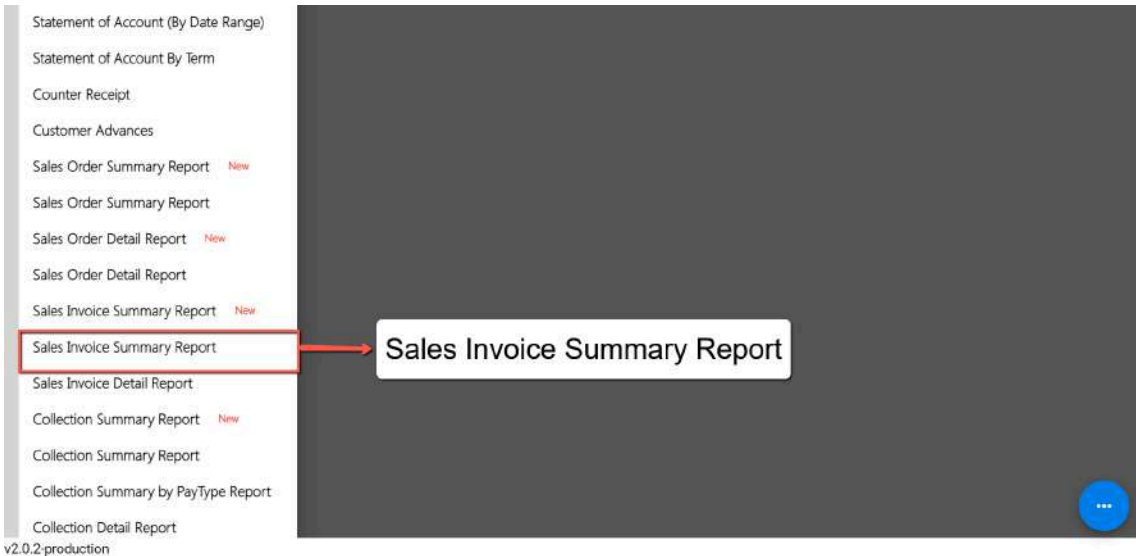 Statement of Account (By Date Range)
Statement of Account By Term
Counter Receipt
Customer Advances
Sales Order Summary Report New
Sales Order Summary Report
Sales Order Detail Report New
Sales Order Detail Report
Sales Invoice Summary Report New
Sales Invoice Summary Report
Sales Invoice Summary Report
Sales Invoice Detail Report
Collection Summary Report New
Collection Summary Report
Collection Summary by PayType Report
Collection Detail Report
v2.0.2-production